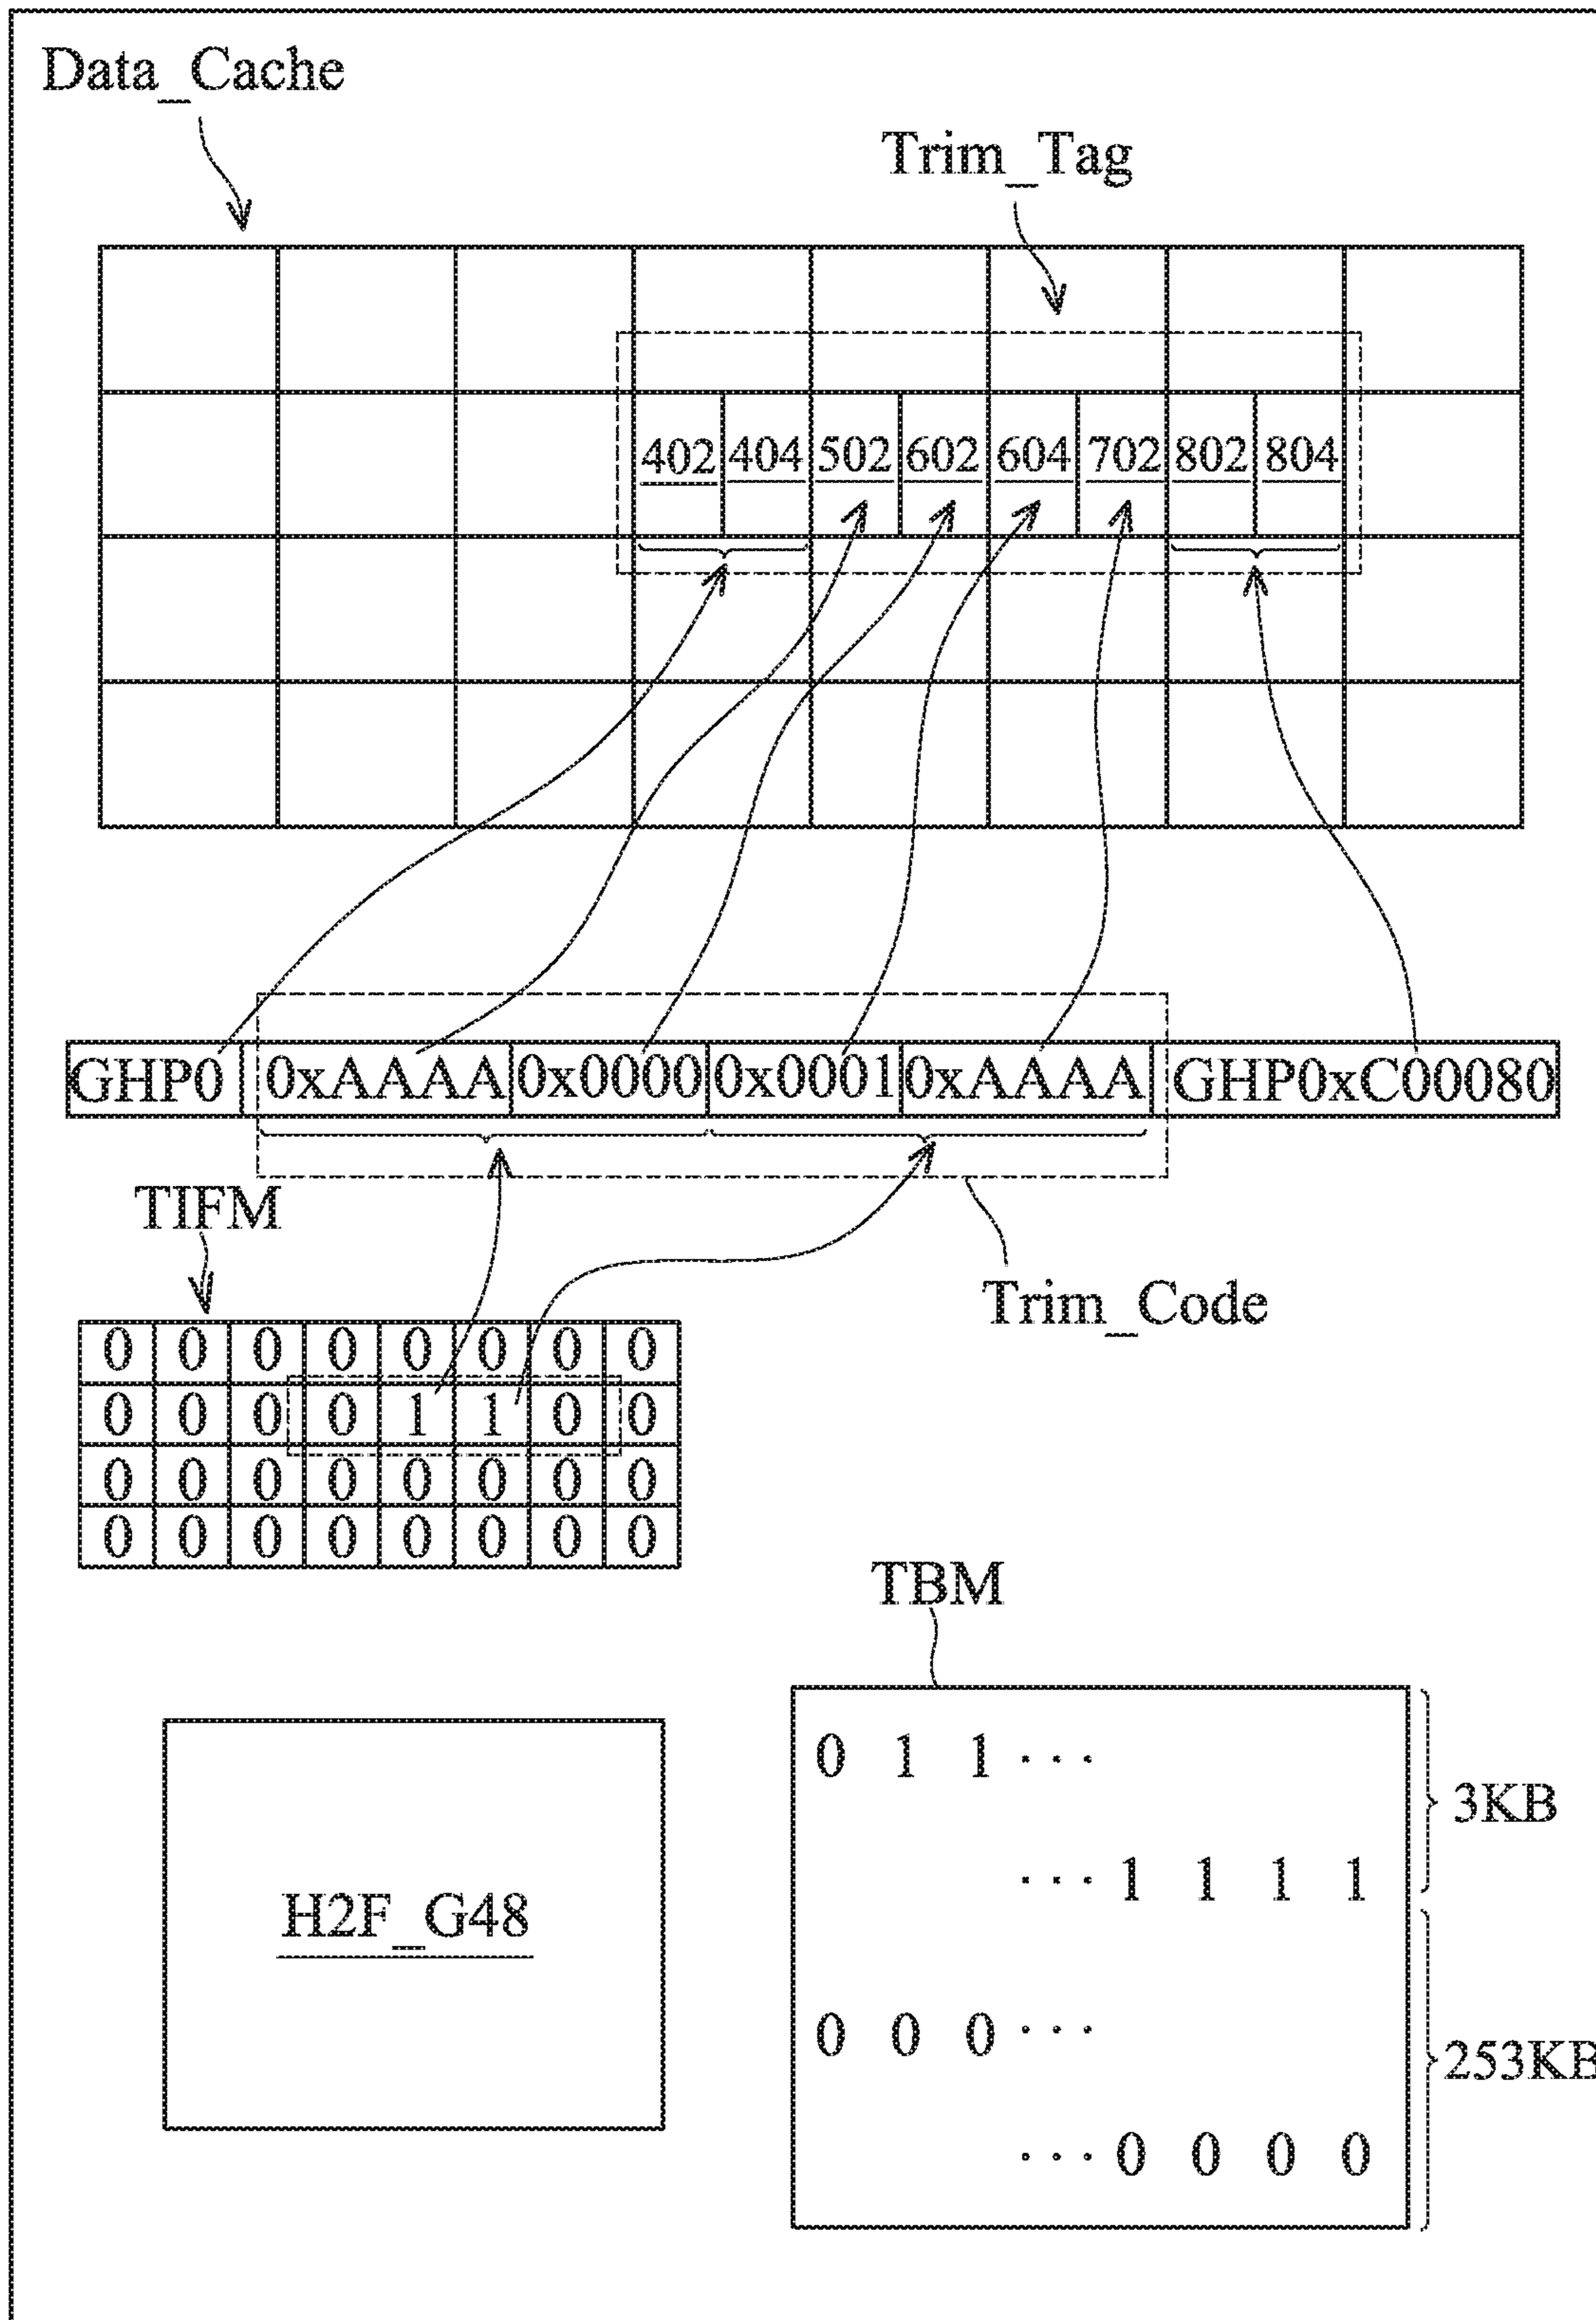 Data_Cache
Trim_Tag
402 404 502 602 604 702 802 804
GHP0 0xAAAA 0x0000 0x0001 0xAAAA GHP0xC00080
TIFM
Trim_Code
0 0 0 0 0 0 0 0
0 0 0 0 1 1 0 0
0 0 0 0 0 0 0 0
0 0 0 0 0 0 0 0
TBM
0 1 1 ...
3KB
... 1 1 1 1
H2F_G48
0 0 0 ...
253KB
... 0 0 0 0